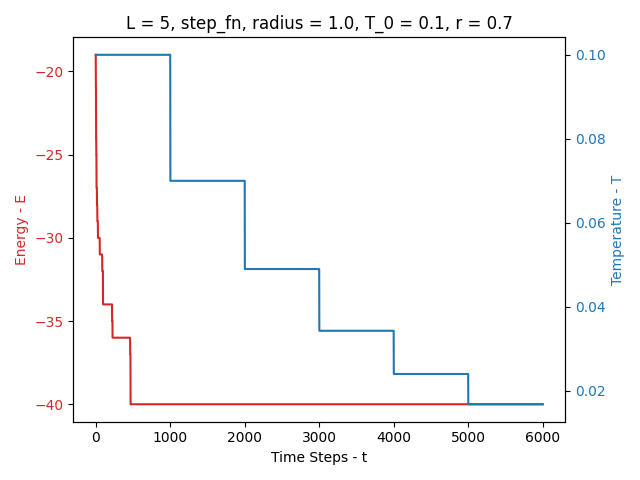 L = 5, step_fn, radius = 1.0, T_0 = 0.1, r = 0.7
−20
−25
−30
−35
−40
Energy - E
0.10
0.08
0.06
0.04
0.02
Temperature - T
0 1000 2000 3000 4000 5000 6000
Time Steps - t